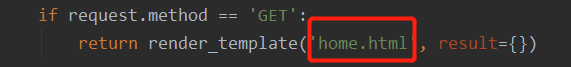 if request.method == 'GET':
return render_template('home.html', result={})